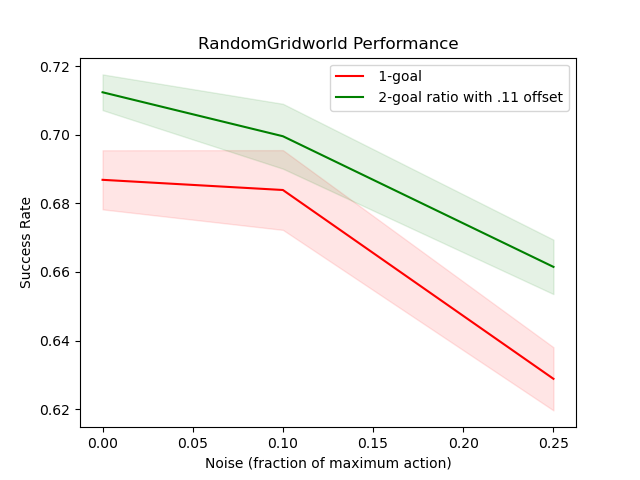 RandomGridworld Performance
1-goal
2-goal ratio with .11 offset
Success Rate
0.72
0.70
0.68
0.66
0.64
0.62
0.00 0.05 0.10 0.15 0.20 0.25
Noise (fraction of maximum action)